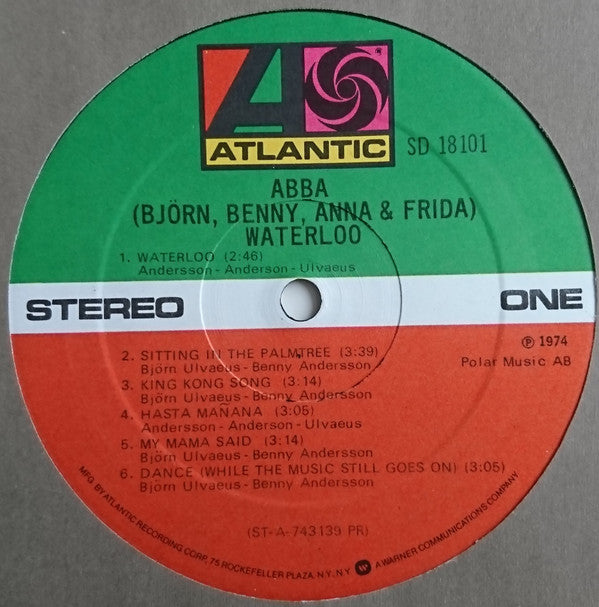 ATLANTIC
SD 18101
ABBA
(BJÖRN, BENNY, ANNA & FRIDA)
WATERLOO
1. WATERLOO (2:46)
Andersson - Anderson - Ulvaeus
STEREO
ONE
℗ 1974
Polar Music AB
2. SITTING IN THE PALMTREE (3:39)
Björn Ulvaeus - Benny Andersson
3. KING KONG SONG (3:14)
Björn Ulvaeus - Benny Andersson
4. HASTA MAÑANA (3:05)
Andersson - Anderson - Ulvaeus
5. MY MAMA SAID (3:14)
Björn Ulvaeus - Benny Andersson
6. DANCE (WHILE THE MUSIC STILL GOES ON) (3:05)
Björn Ulvaeus - Benny Andersson
(ST-A-743139 PR)
MFG. BY ATLANTIC RECORDING CORP. 75 ROCKEFELLER PLAZA, N.Y., N.Y. A WARNER COMMUNICATIONS COMPANY